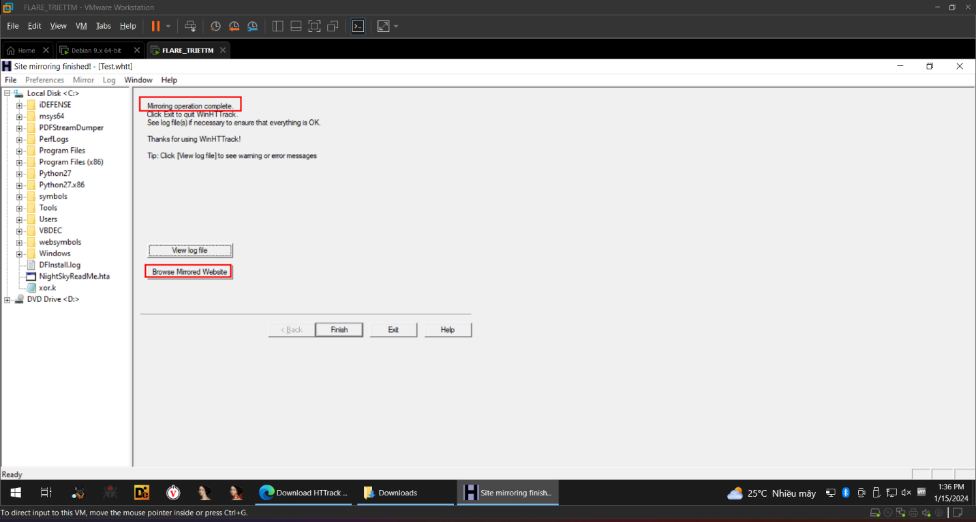 FLARE_TRIETTM - VMware Workstation
File Edit View VM Tabs Help
Home Debian 9.x 64-bit FLARE_TRIETTM
Site mirroring finished! - [Test.whtt]
File Preferences Mirror Log Window Help
Local Disk <C:>
iDEFENSE
msys64
PDFStreamDumper
PerfLogs
Program Files
Program Files (x86)
Python27
Python27.x86
symbols
Tools
Users
VBDEC
websymbols
Windows
DFInstall.log
NightSkyReadMe.hta
xor.k
DVD Drive <D:>
Mirroring operation complete.
Click Exit to quit WinHTTrack.
See log file(s) if necessary to ensure that everything is OK.
Thanks for using WinHTTrack!
Tip: Click [View log file] to see warning or error messages
View log file
Browse Mirrored Website
< Back Finish Exit Help
Ready
Download HTTrack ... Downloads Site mirroring finish... 25°C Nhiều mây 1:36 PM
1/15/2024
To direct input to this VM, move the mouse pointer inside or press Ctrl+G.